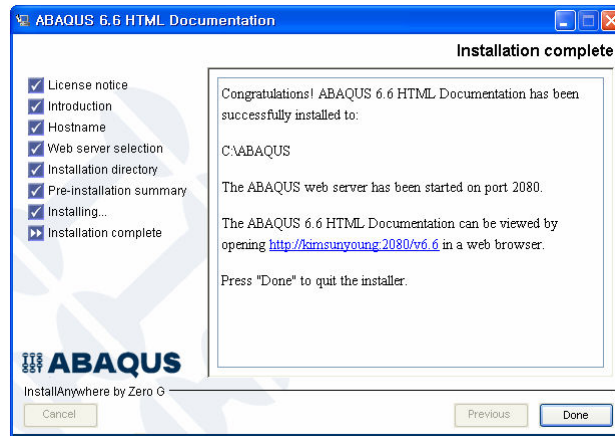 ABAQUS 6.6 HTML Documentation
Installation complete
License notice
Introduction
Hostname
Web server selection
Installation directory
Pre-installation summary
Installing...
Installation complete
Congratulations! ABAQUS 6.6 HTML Documentation has been
successfully installed to:
C:\ABAQUS
The ABAQUS web server has been started on port 2080.
The ABAQUS 6.6 HTML Documentation can be viewed by
opening http://kimsunyoung:2080/v6.6 in a web browser.
Press "Done" to quit the installer.
ABAQUS
InstallAnywhere by Zero G
Cancel
Previous
Done